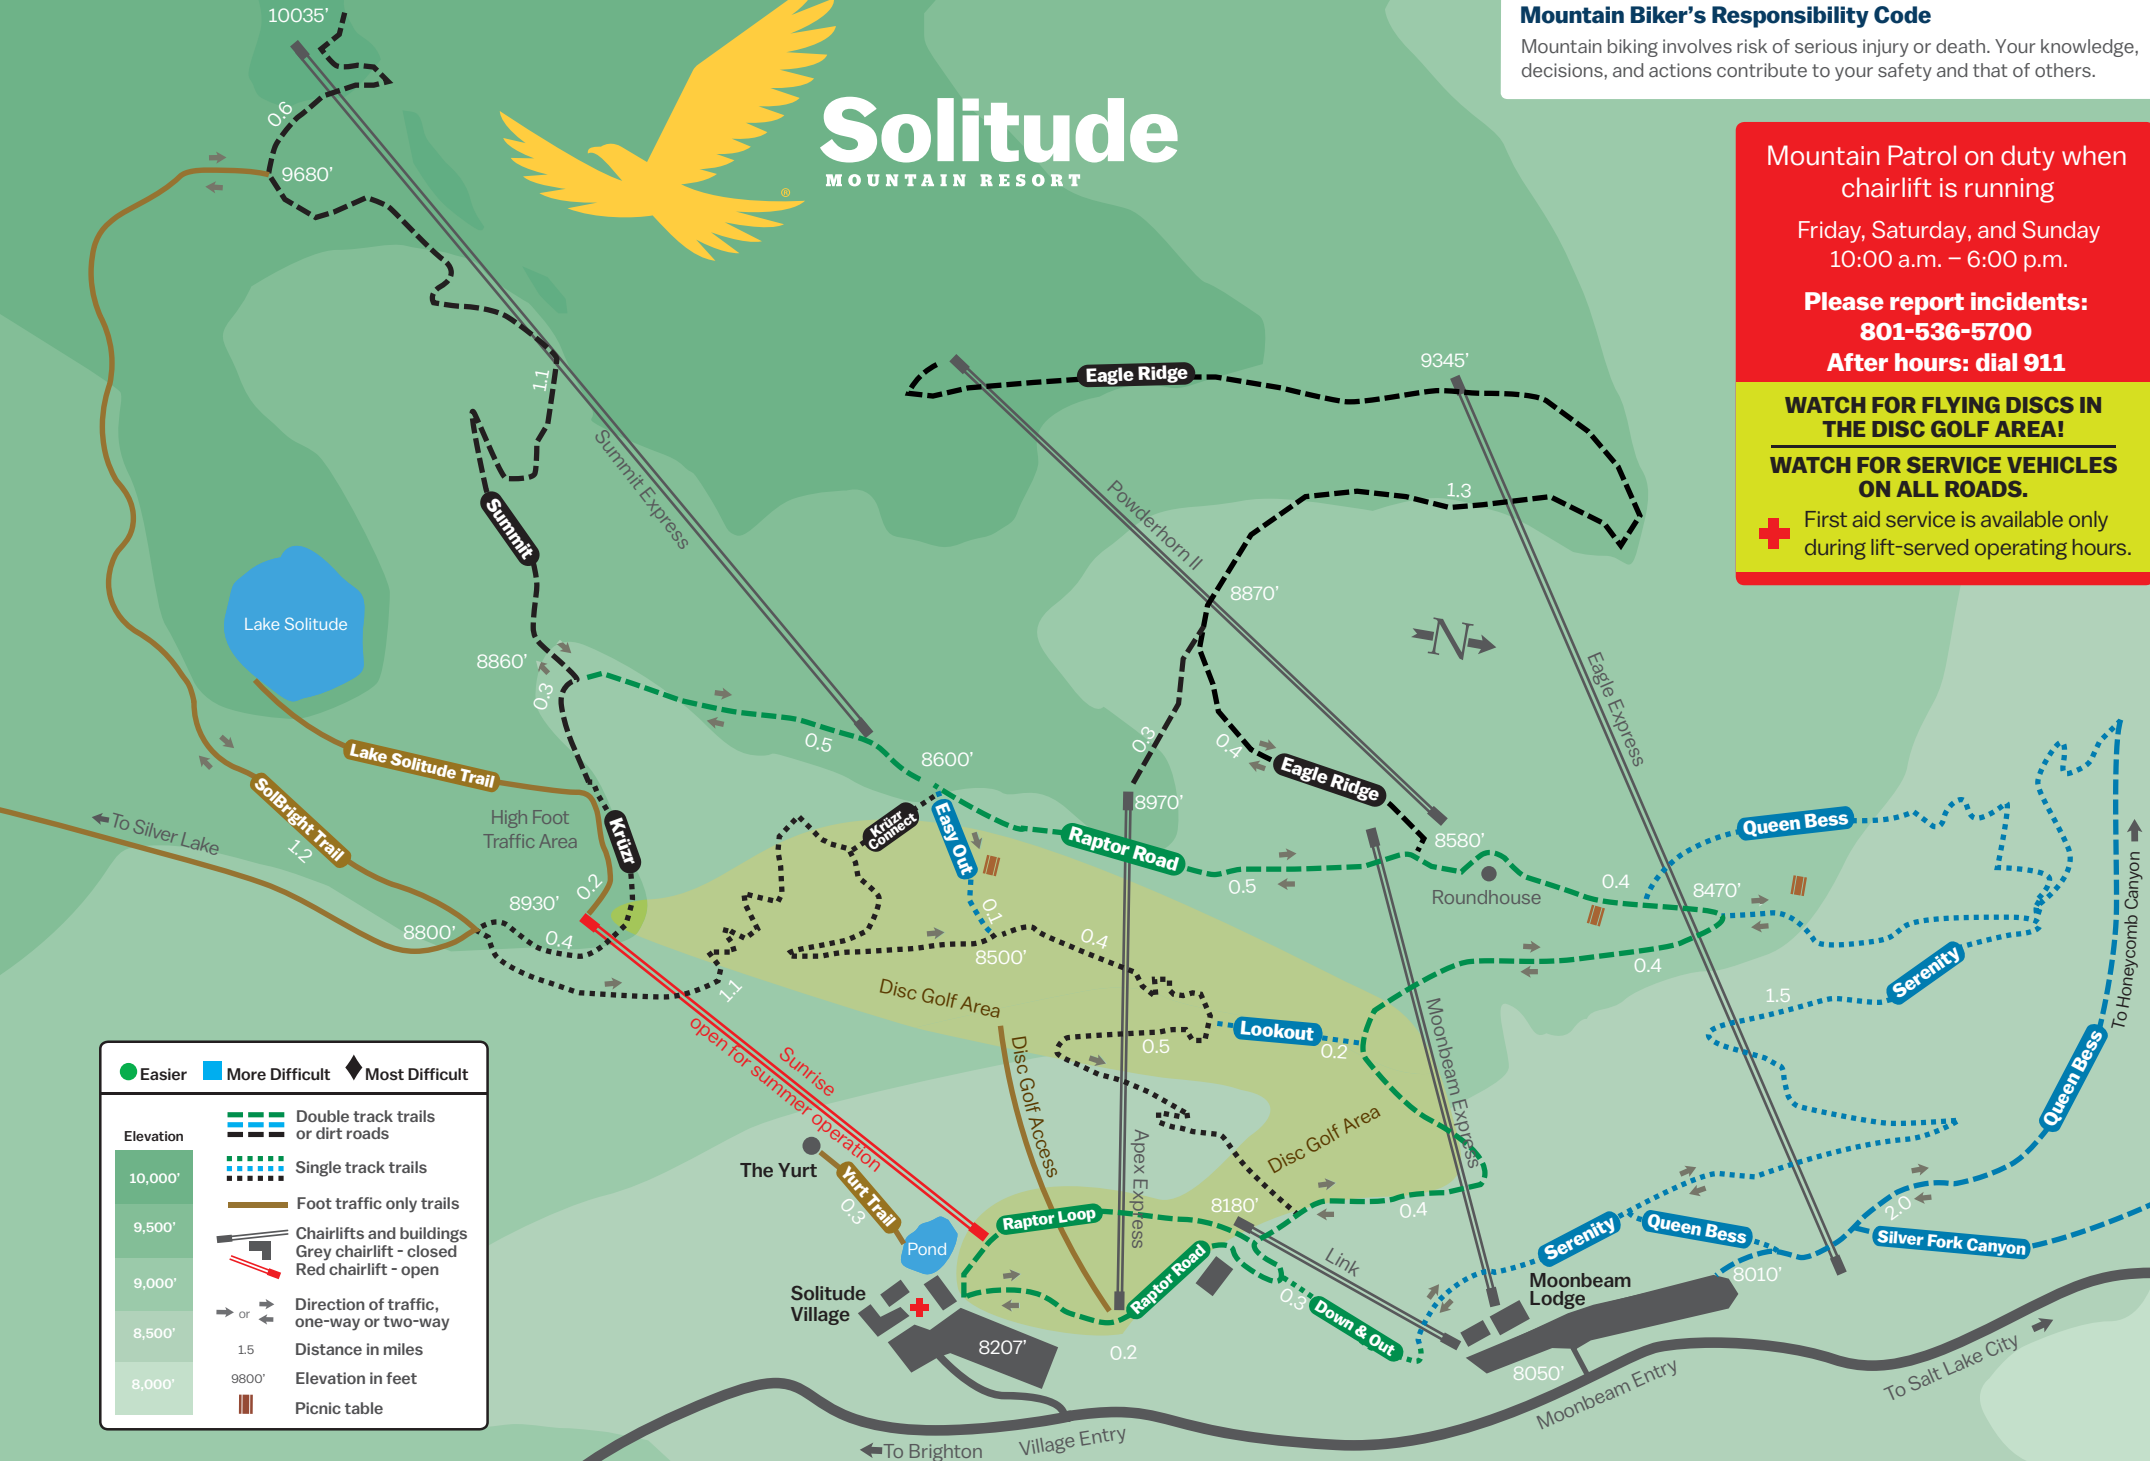 Mountain Biker's Responsibility Code
Mountain biking involves risk of serious injury or death. Your knowledge,
decisions, and actions contribute to your safety and that of others.
Mountain Patrol on duty when
chairlift is running
Friday, Saturday, and Sunday
10:00 a.m. – 6:00 p.m.
Please report incidents:
801-536-5700
After hours: dial 911
WATCH FOR FLYING DISCS IN
THE DISC GOLF AREA!
WATCH FOR SERVICE VEHICLES
ON ALL ROADS.
First aid service is available only
during lift-served operating hours.
Solitude
MOUNTAIN RESORT
®
10035'
0.6
9680'
1.1
Summit Express
Summit
Lake Solitude
8860'
0.3
Lake Solitude Trail
SolBright Trail
1.2
To Silver Lake
High Foot
Traffic Area
Krüzr
0.2
8930'
8800'
0.4
0.5
8600'
Krüzr
Connect
Easy Out
0.1
8500'
1.1
Eagle Ridge
9345'
1.3
Powderhorn II
8870'
N
Eagle Express
0.3
0.4
Eagle Ridge
8970'
8580'
Raptor Road
0.5
Roundhouse
0.4
8470'
Queen Bess
To Honeycomb Canyon
0.4
0.4
Serenity
1.5
Disc Golf Area
Disc Golf Access
Lookout
0.2
0.5
Moonbeam Express
Queen Bess
Sunrise
open for summer operation
Apex Express
Disc Golf Area
The Yurt
Yurt Trail
0.3
Pond
Raptor Loop
8180'
0.4
Raptor Road
Link
0.3
Down & Out
Serenity
Queen Bess
2.0
Silver Fork Canyon
8010'
Moonbeam
Lodge
8050'
Solitude
Village
8207'
0.2
Village Entry
To Brighton
Moonbeam Entry
To Salt Lake City
Easier
More Difficult
Most Difficult
Elevation
10,000'
9,500'
9,000'
8,500'
8,000'
Double track trails
or dirt roads
Single track trails
Foot traffic only trails
Chairlifts and buildings
Grey chairlift - closed
Red chairlift - open
or
Direction of traffic,
one-way or two-way
1.5
Distance in miles
9800'
Elevation in feet
Picnic table